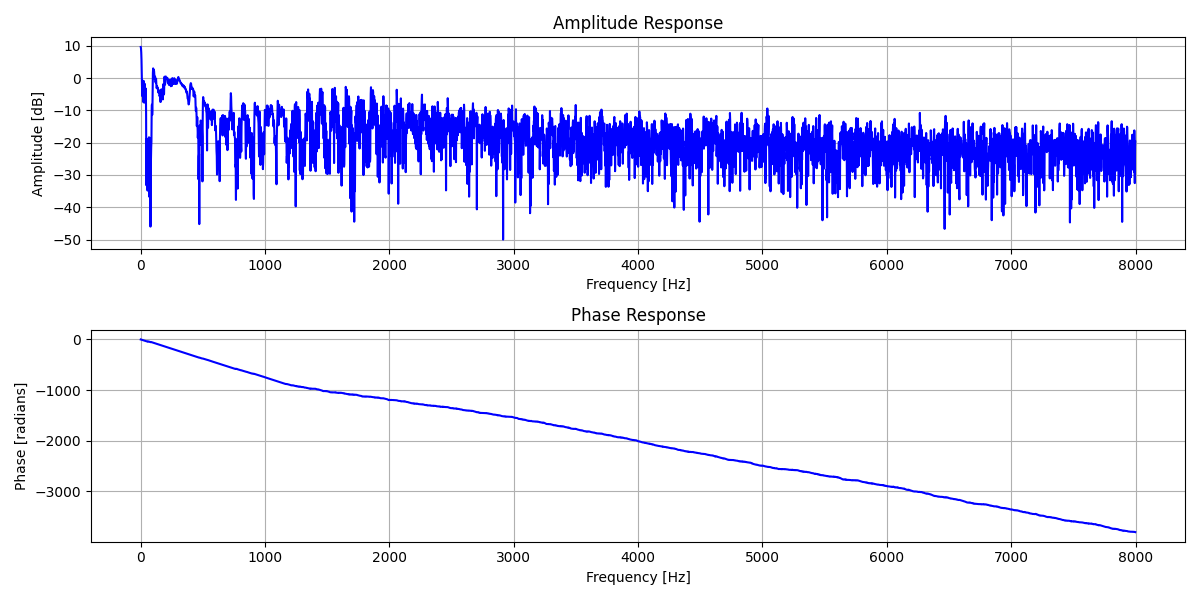 Amplitude Response
10
0
−10
−20
−30
−40
−50
Amplitude [dB]
0 1000 2000 3000 4000 5000 6000 7000 8000
Frequency [Hz]
Phase Response
0
−1000
−2000
−3000
Phase [radians]
0 1000 2000 3000 4000 5000 6000 7000 8000
Frequency [Hz]